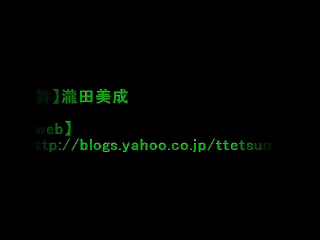 】瀧田美成
web】
ttp://blogs.yahoo.co.jp/ttetsun